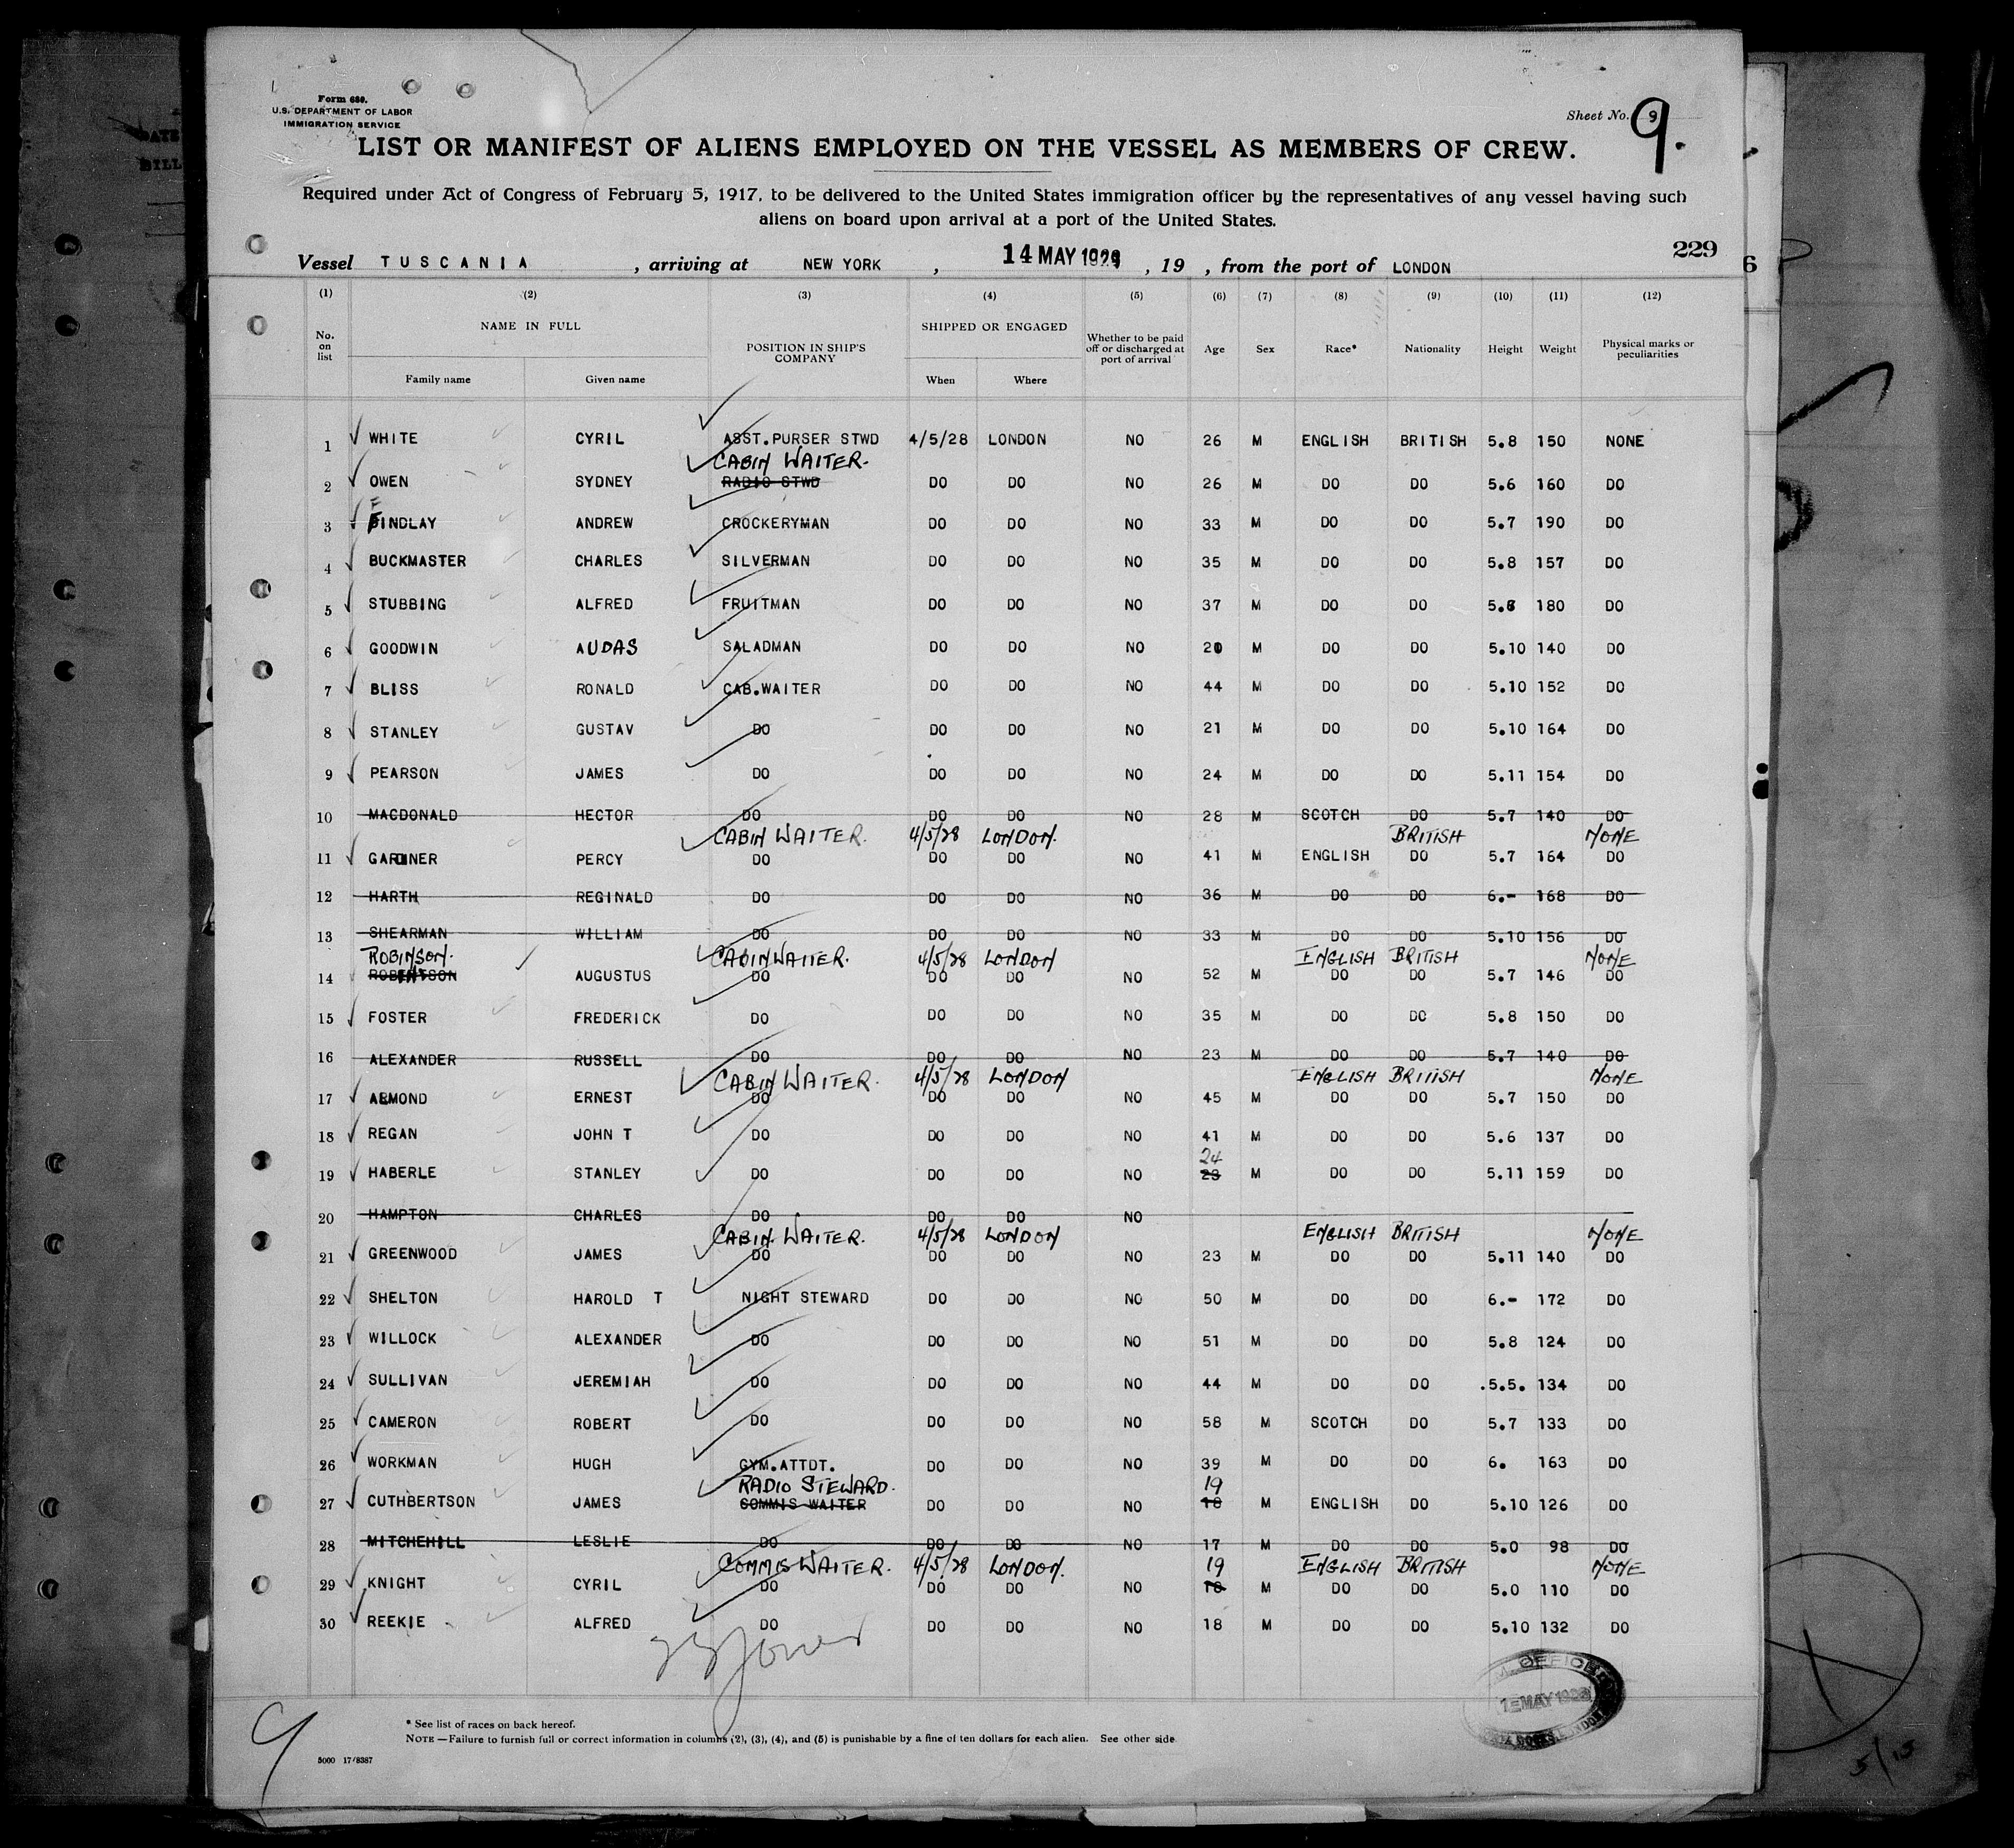 Form 680.
U.S. DEPARTMENT OF LABOR
IMMIGRATION SERVICE
Sheet No. 9
9.
LIST OR MANIFEST OF ALIENS EMPLOYED ON THE VESSEL AS MEMBERS OF CREW.
Required under Act of Congress of February 5, 1917, to be delivered to the United States immigration officer by the representatives of any vessel having such
aliens on board upon arrival at a port of the United States.
229
Vessel TUSCANIA , arriving at NEW YORK , 14 MAY 192 , 19 , from the port of LONDON
(1) (2) (3) (4) (5) (6) (7) (8) (9) (10) (11) (12)
No. on list NAME IN FULL POSITION IN SHIP'S COMPANY SHIPPED OR ENGAGED Whether to be paid off or discharged at port of arrival Age Sex Race* Nationality Height Weight Physical marks or peculiarities
Family name Given name When Where
1 WHITE CYRIL ASST.PURSER STWD 4/5/28 LONDON NO 26 M ENGLISH BRITISH 5.8 150 NONE
CABIN WAITER.
2 OWEN SYDNEY RADIO STWD DO DO NO 26 M DO DO 5.6 160 DO
3 FINDLAY ANDREW CROCKERYMAN DO DO NO 33 M DO DO 5.7 190 DO
4 BUCKMASTER CHARLES SILVERMAN DO DO NO 35 M DO DO 5.8 157 DO
5 STUBBING ALFRED FRUITMAN DO DO NO 37 M DO DO 180 DO
6 GOODWIN AUDAS SALADMAN DO DO NO 20 M DO DO 5.10 140 DO
7 BLISS RONALD CAB.WAITER DO DO NO 44 M DO DO 5.10 152 DO
8 STANLEY GUSTAV DO DO DO NO 21 M DO DO 5.10 164 DO
9 PEARSON JAMES DO DO DO NO 24 M DO DO 5.11 154 DO
10 MACDONALD HECTOR DO DO DO NO 28 M SCOTCH DO 5.7 140 DO
CABIN WAITER. 4/5/28 LONDON. BRITISH NONE
11 GARDINER PERCY DO DO DO NO 41 M ENGLISH DO 5.7 164 DO
12 HARTH REGINALD DO DO DO NO 36 M DO DO 6.- 168 DO
13 SHEARMAN WILLIAM DO DO DO NO 33 M DO DO 5.10 156 DO
ROBINSON. CABIN WAITER. 4/5/28 LONDON ENGLISH BRITISH NONE
14 ROBERTSON AUGUSTUS DO DO DO NO 52 M DO DO 5.7 146 DO
15 FOSTER FREDERICK DO DO DO NO 35 M DO DO 5.8 150 DO
16 ALEXANDER RUSSELL DO DO DO NO 23 M DO DO 5.7 140 DO
CABIN WAITER. 4/5/28 LONDON ENGLISH BRITISH NONE
17 ALMOND ERNEST DO DO DO NO 45 M DO DO 5.7 150 DO
18 REGAN JOHN T DO DO DO NO 41 M DO DO 5.6 137 DO
24
19 HABERLE STANLEY DO DO DO NO 23 M DO DO 5.11 159 DO
20 HAMPTON CHARLES DO DO DO NO
CABIN WAITER. 4/5/28 LONDON ENGLISH BRITISH NONE
21 GREENWOOD JAMES DO DO DO NO 23 M DO DO 5.11 140 DO
22 SHELTON HAROLD T NIGHT STEWARD DO DO NO 50 M DO DO 6.- 172 DO
23 WILLOCK ALEXANDER DO DO DO NO 51 M DO DO 5.8 124 DO
24 SULLIVAN JEREMIAH DO DO DO NO 44 M DO DO .5.5. 134 DO
25 CAMERON ROBERT DO DO DO NO 58 M SCOTCH DO 5.7 133 DO
26 WORKMAN HUGH GYM.ATTDT. DO DO NO 39 M DO DO 6. 163 DO
RADIO STEWARD. 19
27 CUTHBERTSON JAMES COMMIS WAITER DO DO NO 18 M ENGLISH DO 5.10 126 DO
28 MITCHEHILL LESLIE DO DO DO NO 17 M DO DO 5.0 98 DO
COMMIS WAITER. 4/5/28 LONDON. 19 ENGLISH BRITISH NONE
29 KNIGHT CYRIL DO DO DO NO 18 M DO DO 5.0 110 DO
30 REEKIE ALFRED DO DO DO NO 18 M DO DO 5.10 132 DO
Jones
MAY 1928
9
* See list of races on back hereof.
NOTE —Failure to furnish full or correct information in columns (2), (3), (4), and (5) is punishable by a fine of ten dollars for each alien. See other side
5000 17/8387
5/15